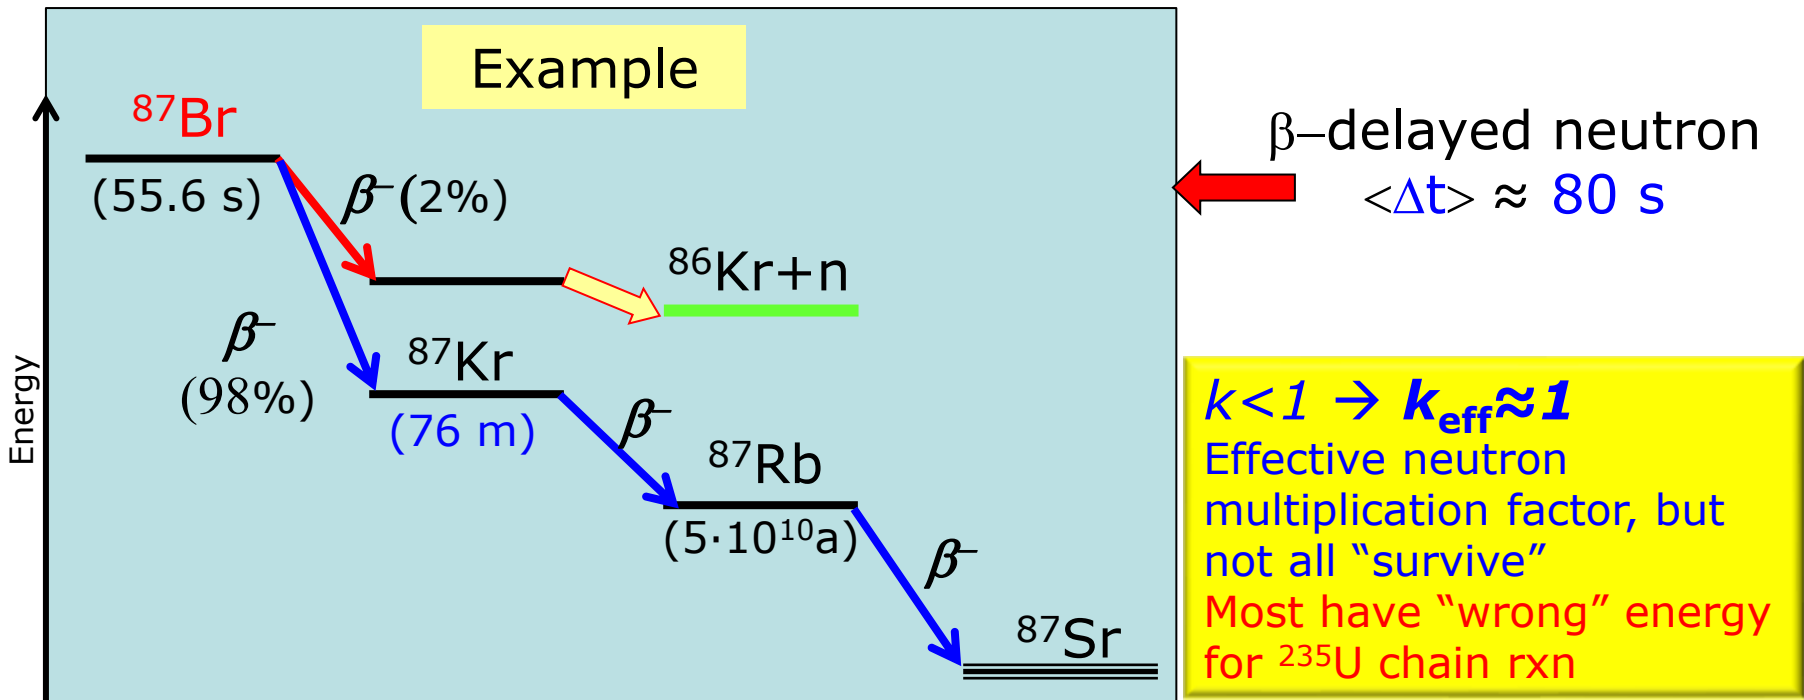 Example
Energy
⁸⁷Br
(55.6 s)
β⁻(2%)
⁸⁶Kr+n
β⁻
(98%)
⁸⁷Kr
(76 m)
β⁻
⁸⁷Rb
(5·10¹⁰a)
β⁻
⁸⁷Sr
β–delayed neutron
<Δt> ≈ 80 s
k<1 → k_eff≈1
Effective neutron
multiplication factor, but
not all “survive”
Most have “wrong” energy
for ²³⁵U chain rxn